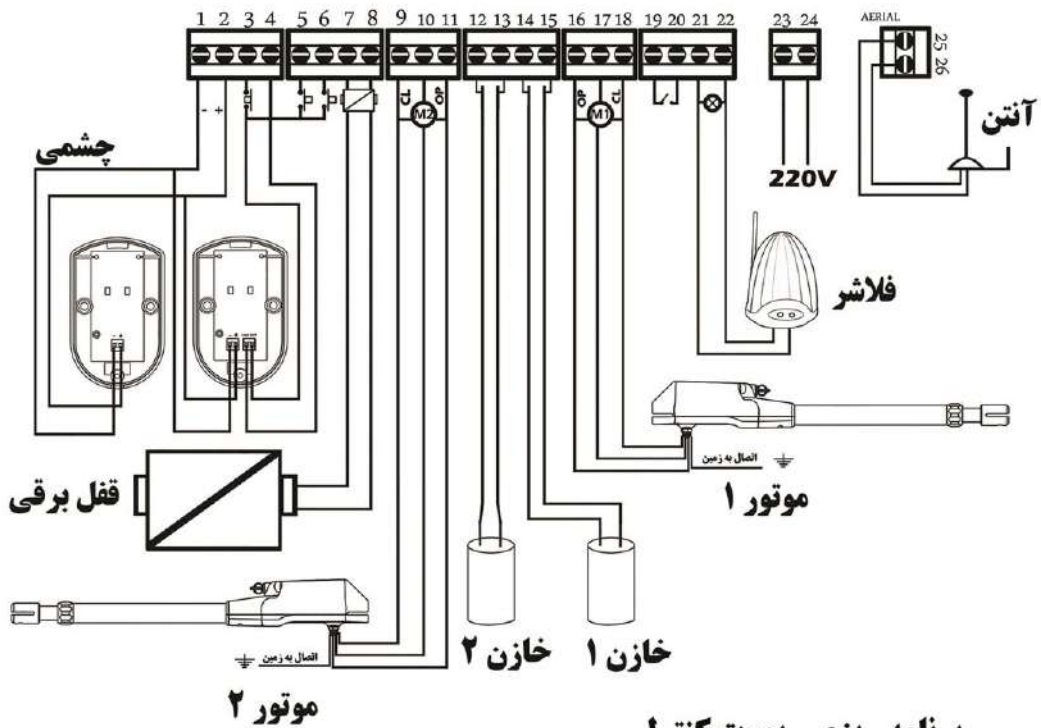 1 2 3 4 5 6 7 8 9 10 11 12 13 14 15 16 17 18 19 20 21 22 23 24
AERIAL
25
26
- +
CL M2 OP
OP M1 CL
220V
آنتن
چشمی
فلاشر
قفل برقی
اتصال به زمین
موتور ۱
خازن ۲
خازن ۱
اتصال به زمین
موتور ۲